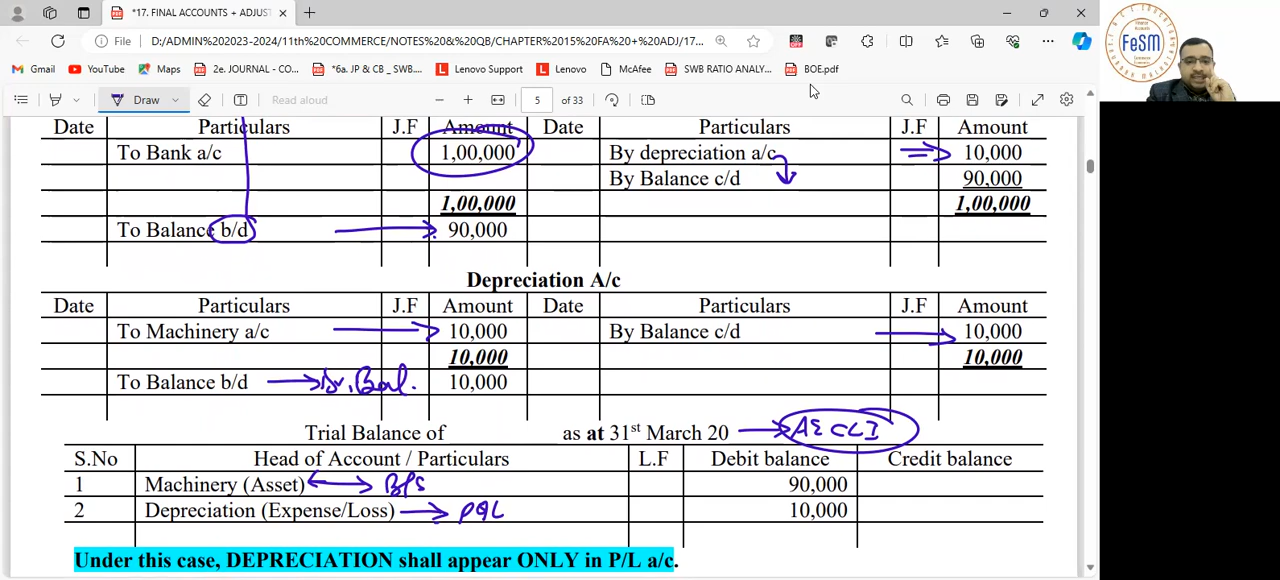 *17. FINAL ACCOUNTS + ADJUST
File D:/ADMIN%202023-2024/11th%20COMMERCE/NOTES%20&%20QB/CHAPTER%2015%20FA%20+%20ADJ/17...
Gmail YouTube Maps 2e. JOURNAL - CO... *6a. JP & CB _SWB.... Lenovo Support Lenovo McAfee SWB RATIO ANALY... BOE.pdf
Draw Read aloud 5 of 33
FeSM
Date Particulars J.F Amount Date Particulars J.F Amount
To Bank a/c 1,00,000 By depreciation a/c 10,000
By Balance c/d 90,000
1,00,000 1,00,000
To Balance b/d 90,000
Depreciation A/c
Date Particulars J.F Amount Date Particulars J.F Amount
To Machinery a/c 10,000 By Balance c/d 10,000
10,000 10,000
To Balance b/d Dr. Bal. 10,000
Trial Balance of as at 31st March 20 AE CLI
S.No Head of Account / Particulars L.F Debit balance Credit balance
1 Machinery (Asset) B/S 90,000
2 Depreciation (Expense/Loss) P&L 10,000
Under this case, DEPRECIATION shall appear ONLY in P/L a/c.